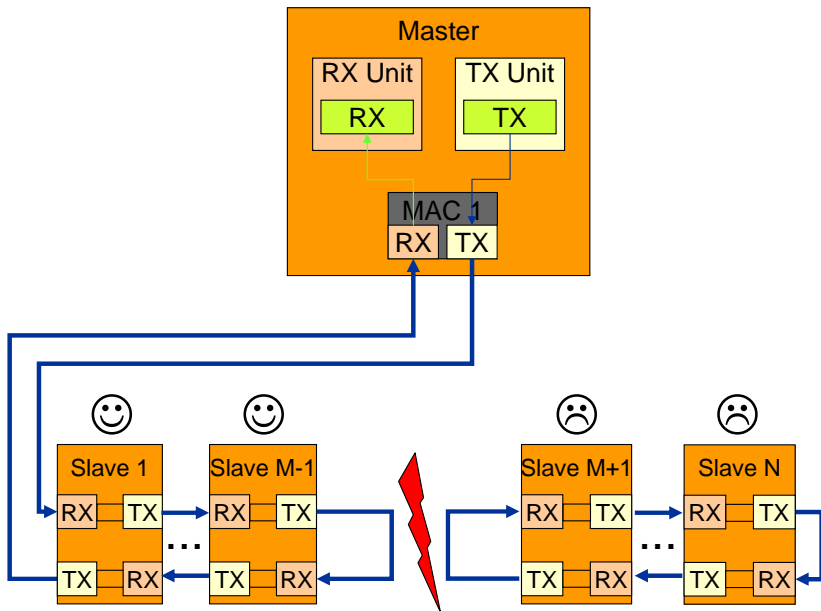 Master
RX Unit
TX Unit
RX
TX
MAC 1
RX
TX
Slave 1
Slave M-1
Slave M+1
Slave N
RX
TX
RX
TX
RX
TX
RX
TX
...
...
TX
RX
TX
RX
TX
RX
TX
RX